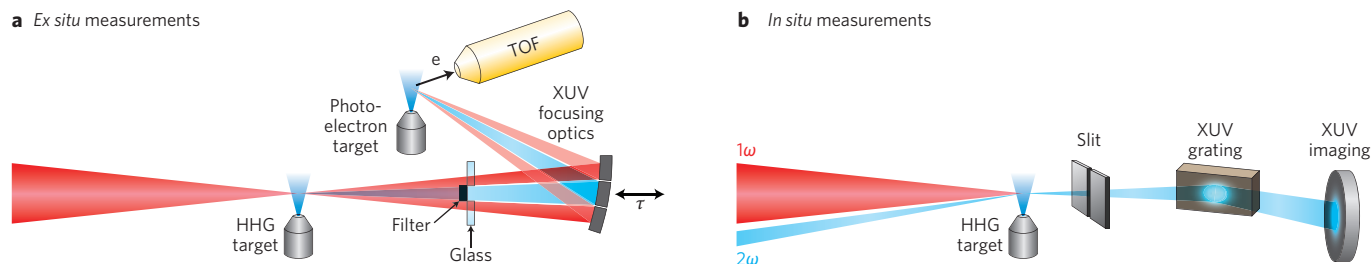 a Ex situ measurements
TOF
e
Photo-
electron
target
XUV
focusing
optics
HHG
target
Filter
Glass
τ
b In situ measurements
1ω
2ω
HHG
target
Slit
XUV
grating
XUV
imaging